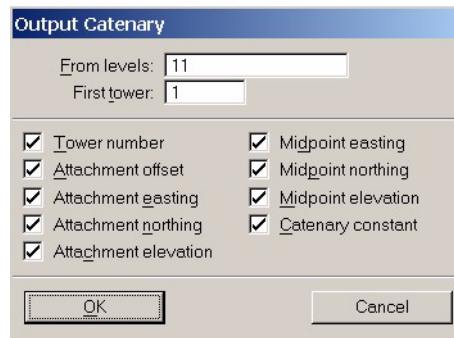 Output Catenary
From levels: 11
First tower: 1
Tower number
Attachment offset
Attachment easting
Attachment northing
Attachment elevation
Midpoint easting
Midpoint northing
Midpoint elevation
Catenary constant
OK
Cancel